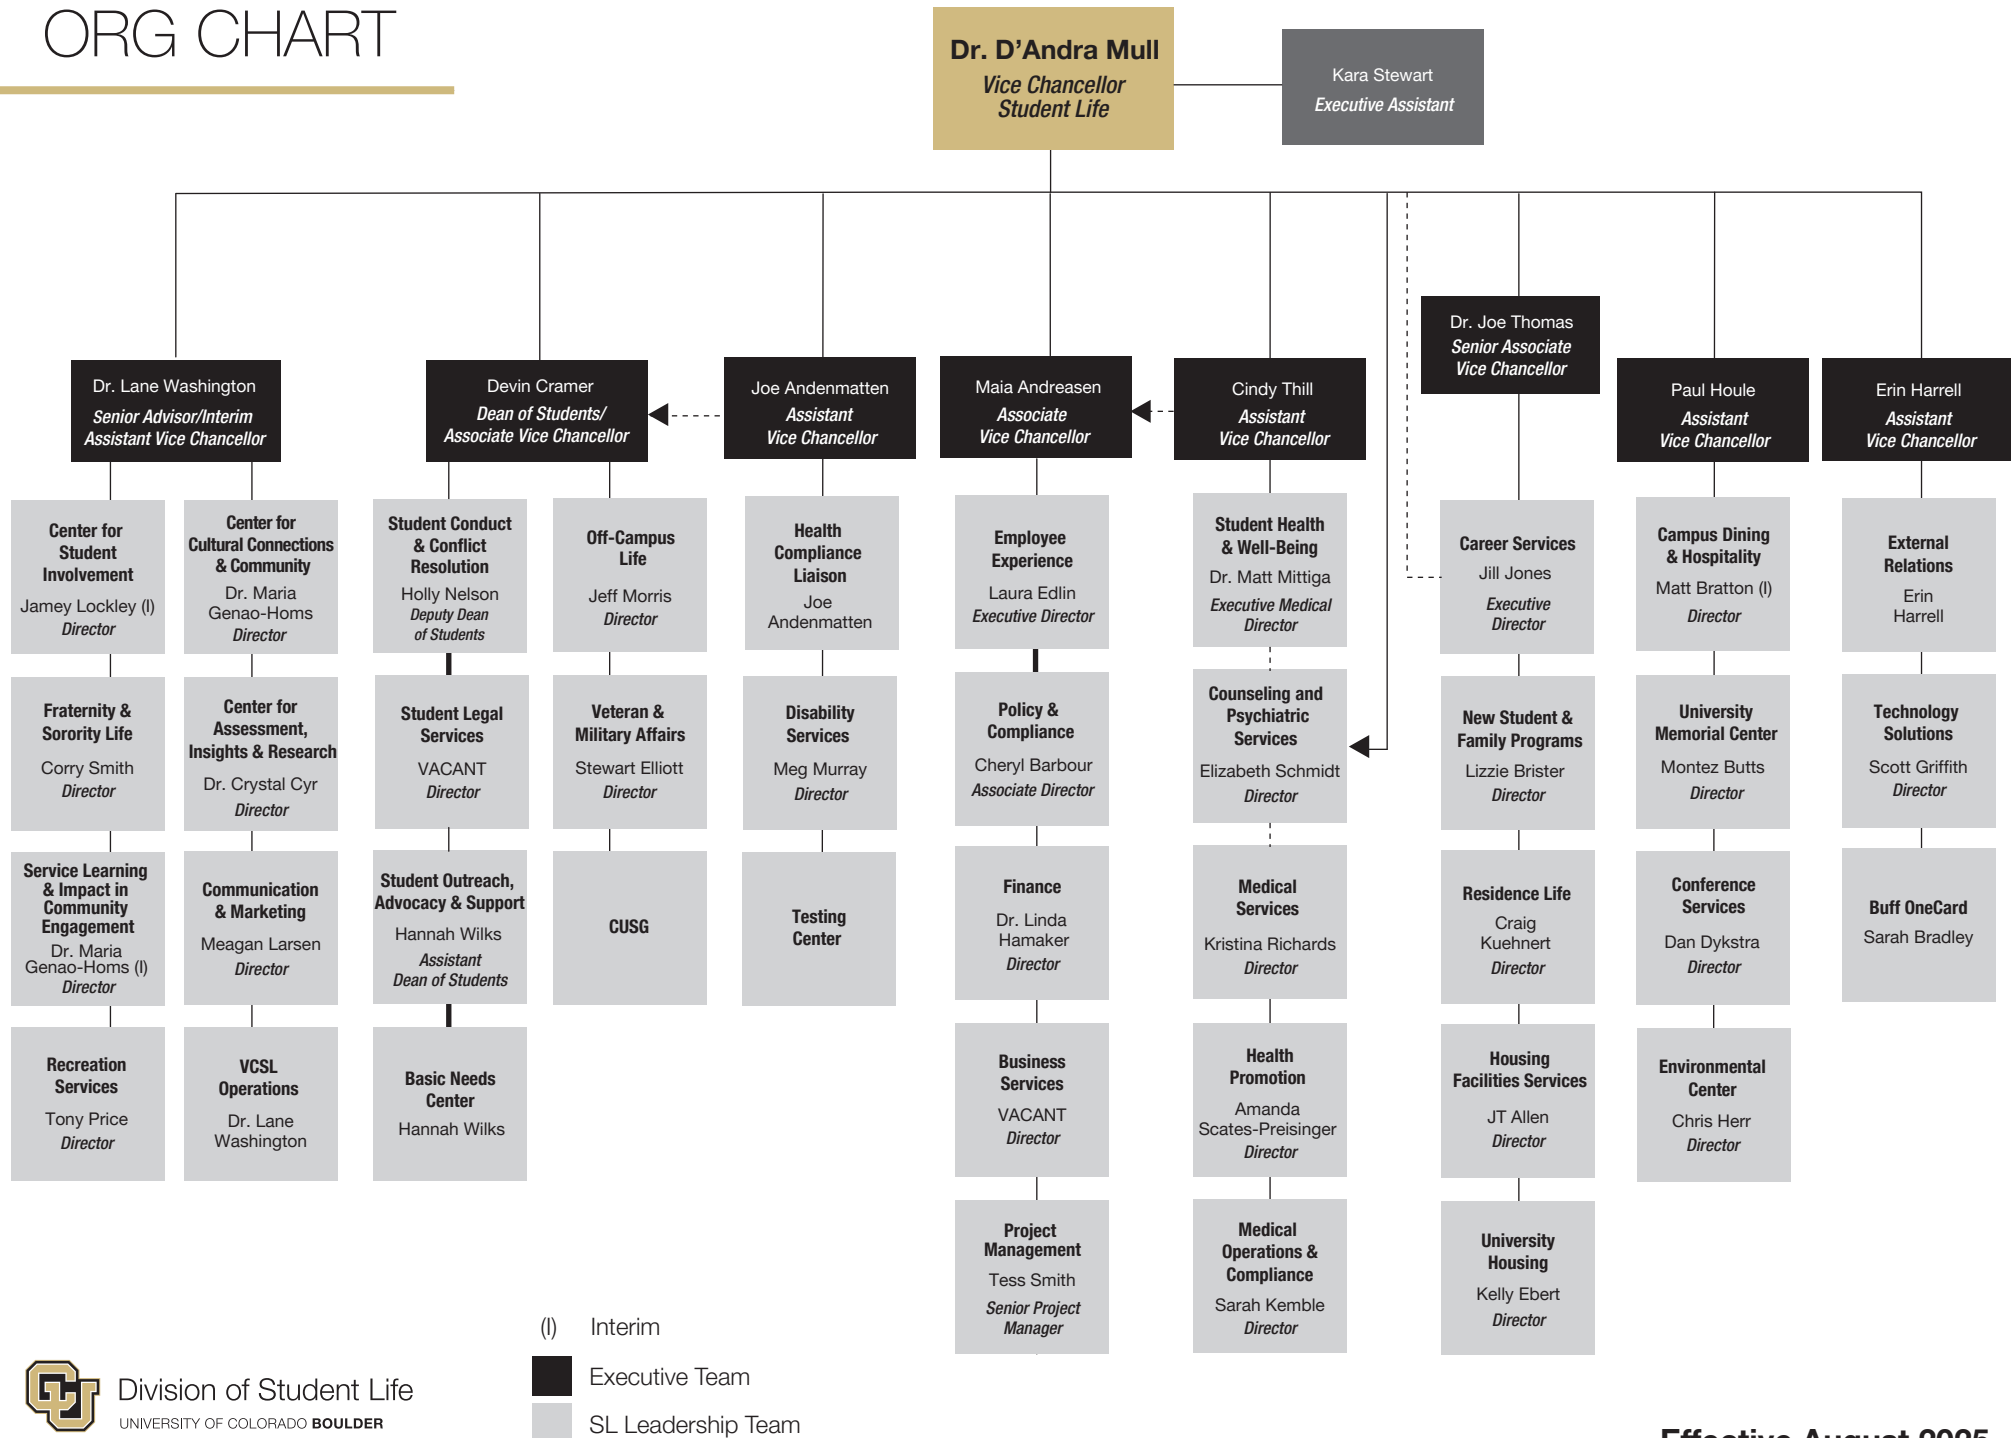 ORG CHART
Dr. D'Andra Mull
Vice Chancellor
Student Life
Kara Stewart
Executive Assistant
Dr. Lane Washington
Senior Advisor/Interim
Assistant Vice Chancellor
Devin Cramer
Dean of Students/
Associate Vice Chancellor
Joe Andenmatten
Assistant
Vice Chancellor
Maia Andreasen
Associate
Vice Chancellor
Cindy Thill
Assistant
Vice Chancellor
Dr. Joe Thomas
Senior Associate
Vice Chancellor
Paul Houle
Assistant
Vice Chancellor
Erin Harrell
Assistant
Vice Chancellor
Center for
Student
Involvement
Jamey Lockley (I)
Director
Fraternity &
Sorority Life
Corry Smith
Director
Service Learning
& Impact in
Community
Engagement
Dr. Maria
Genao-Homs (I)
Director
Recreation
Services
Tony Price
Director
Center for
Cultural Connections
& Community
Dr. Maria
Genao-Homs
Director
Center for
Assessment,
Insights & Research
Dr. Crystal Cyr
Director
Communication
& Marketing
Meagan Larsen
Director
VCSL
Operations
Dr. Lane
Washington
Student Conduct
& Conflict
Resolution
Holly Nelson
Deputy Dean
of Students
Student Legal
Services
VACANT
Director
Student Outreach,
Advocacy & Support
Hannah Wilks
Assistant
Dean of Students
Basic Needs
Center
Hannah Wilks
Off-Campus
Life
Jeff Morris
Director
Veteran &
Military Affairs
Stewart Elliott
Director
CUSG
Health
Compliance
Liaison
Joe
Andenmatten
Disability
Services
Meg Murray
Director
Testing
Center
Employee
Experience
Laura Edlin
Executive Director
Policy &
Compliance
Cheryl Barbour
Associate Director
Finance
Dr. Linda
Hamaker
Director
Business
Services
VACANT
Director
Project
Management
Tess Smith
Senior Project
Manager
Student Health
& Well-Being
Dr. Matt Mittiga
Executive Medical
Director
Counseling and
Psychiatric
Services
Elizabeth Schmidt
Director
Medical
Services
Kristina Richards
Director
Health
Promotion
Amanda
Scates-Preisinger
Director
Medical
Operations &
Compliance
Sarah Kemble
Director
Career Services
Jill Jones
Executive
Director
New Student &
Family Programs
Lizzie Brister
Director
Residence Life
Craig
Kuehnert
Director
Housing
Facilities Services
JT Allen
Director
University
Housing
Kelly Ebert
Director
Campus Dining
& Hospitality
Matt Bratton (I)
Director
University
Memorial Center
Montez Butts
Director
Conference
Services
Dan Dykstra
Director
Environmental
Center
Chris Herr
Director
External
Relations
Erin
Harrell
Technology
Solutions
Scott Griffith
Director
Buff OneCard
Sarah Bradley
(I) Interim
Executive Team
SL Leadership Team
CU
Division of Student Life
UNIVERSITY OF COLORADO BOULDER
Effective August 2025